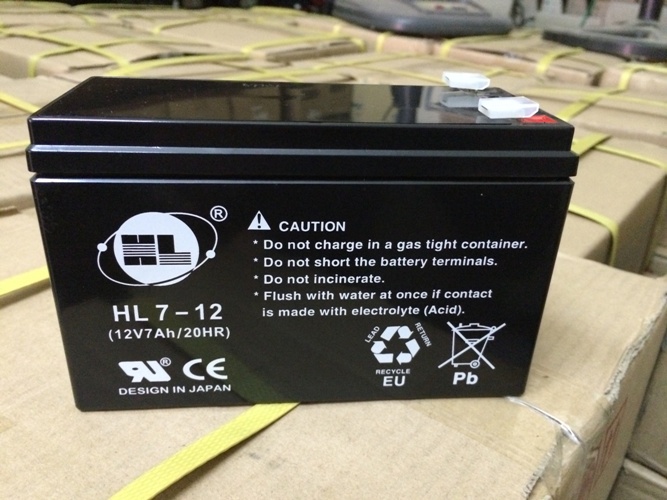 HL
®
HL 7-12
(12V7Ah/20HR)
®
CE
DESIGN IN JAPAN
CAUTION
* Do not charge in a gas tight container.
* Do not short the battery terminals.
* Do not incinerate.
* Flush with water at once if contact
is made with electrolyte (Acid).
LEAD RETURN
RECYCLE
EU
Pb